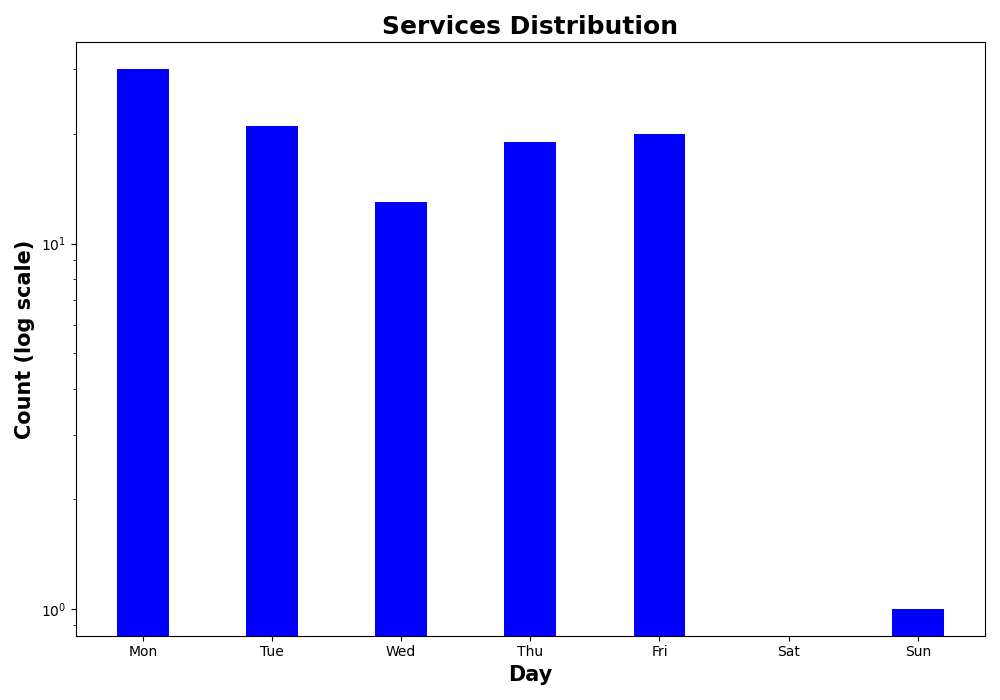 Services Distribution
Count (log scale)
10¹
10⁰
Mon Tue Wed Thu Fri Sat Sun
Day